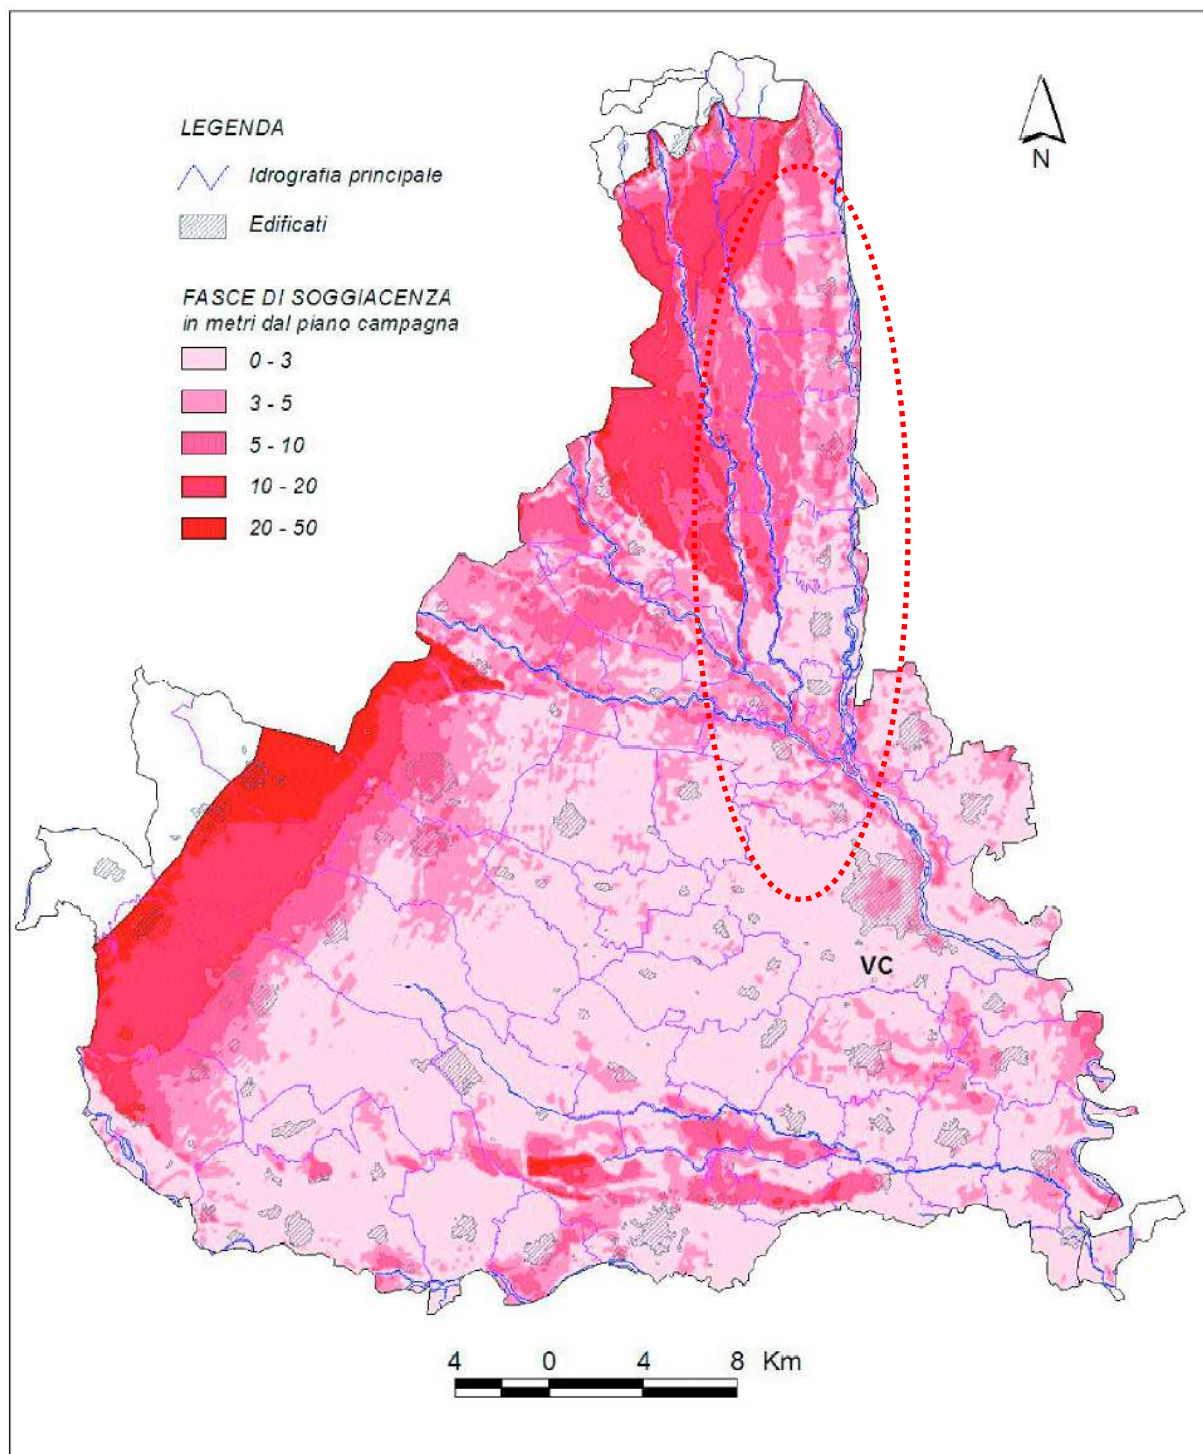 LEGENDA
Idrografia principale
Edificati
FASCE DI SOGGIACENZA
in metri dal piano campagna
0 - 3
3 - 5
5 - 10
10 - 20
20 - 50
N
VC
4 0 4 8 Km